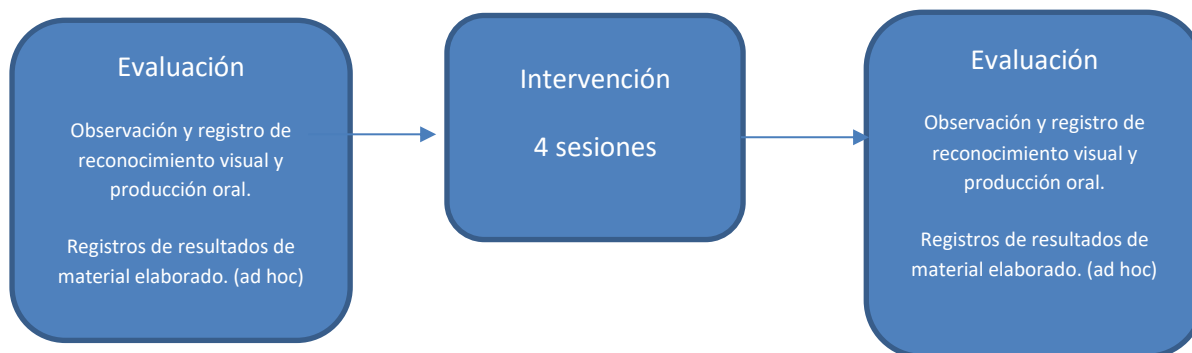 Evaluación
Observación y registro de
reconocimiento visual y
producción oral.
Registros de resultados de
material elaborado. (ad hoc)
Intervención
4 sesiones
Evaluación
Observación y registro de
reconocimiento visual y
producción oral.
Registros de resultados de
material elaborado. (ad hoc)